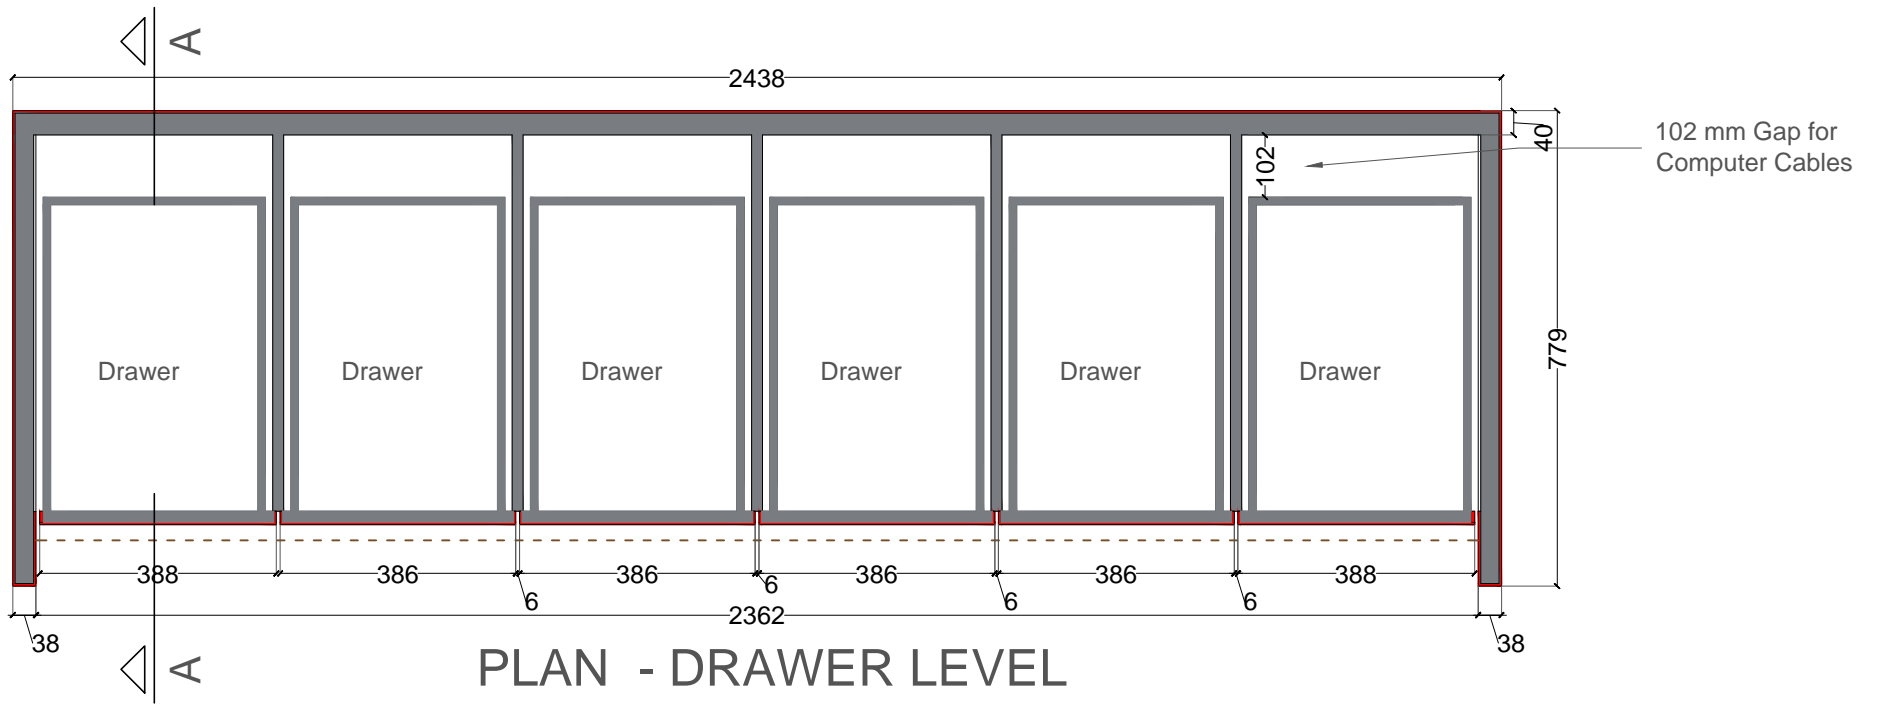 A
2438
40
102 mm Gap for
Computer Cables
102
779
Drawer Drawer Drawer Drawer Drawer Drawer
388 386 386 386 386 388
6 6 6 6
2362
38 38
A
PLAN - DRAWER LEVEL